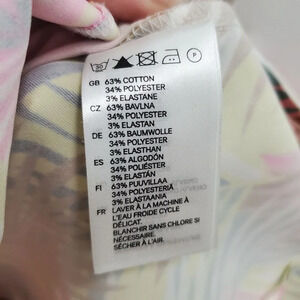 GB 63% COTTON
34% POLYESTER
3% ELASTANE
CZ 63% BAVLNA
34% POLYESTER
3% ELASTAN
DE 63% BAUMWOLLE
34% POLYESTER
3% ELASTHAN
ES 63% ALGODÓN
34% POLIÉSTER
3% ELASTÁN
FI 63% PUUVILLAA
34% POLYESTERIÄ
3% ELASTAANIA
FR LAVER À LA MACHINE À
L'EAU FROIDE CYCLE
DÉLICAT.
BLANCHIR SANS CHLORE SI
NÉCESSAIRE.
SÉCHER À L'AIR.